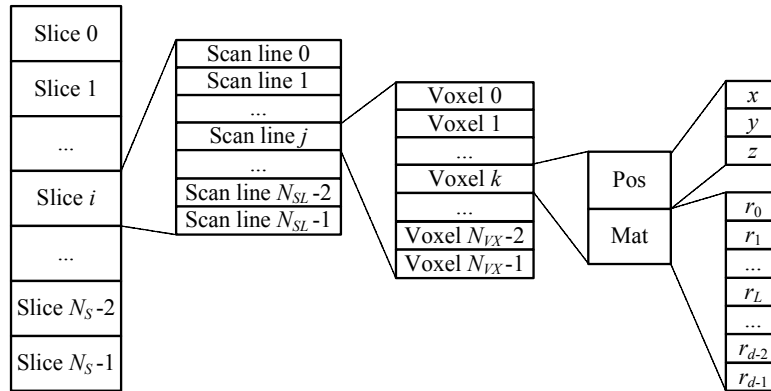 Slice 0
Slice 1
...
Slice i
...
Slice N_S-2
Slice N_S-1
Scan line 0
Scan line 1
...
Scan line j
...
Scan line N_SL-2
Scan line N_SL-1
Voxel 0
Voxel 1
...
Voxel k
...
Voxel N_VX-2
Voxel N_VX-1
Pos
Mat
x
y
z
r_0
r_1
...
r_L
...
r_d-2
r_d-1